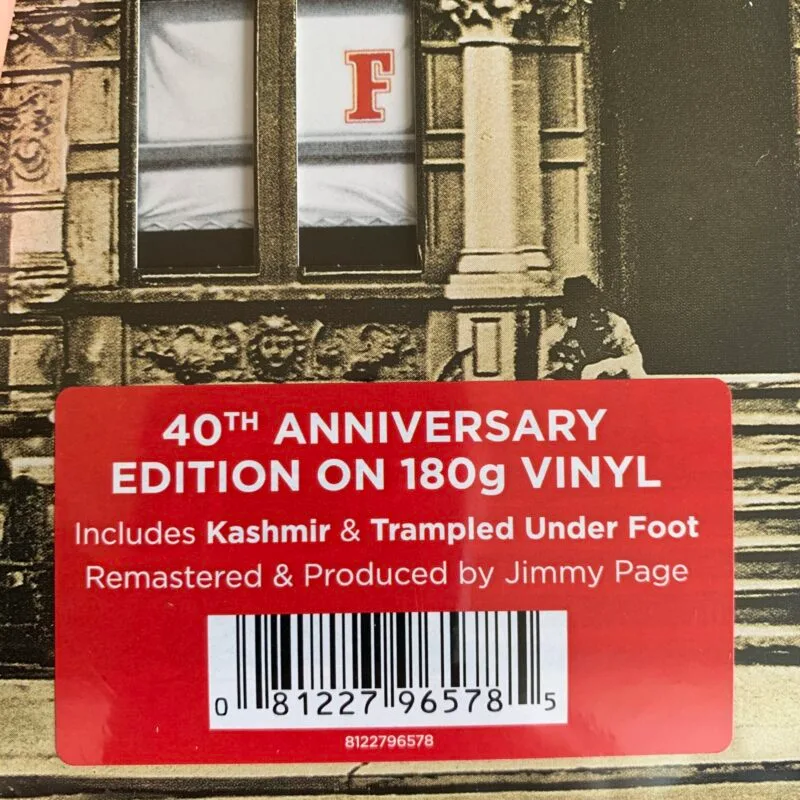 F
40TH ANNIVERSARY
EDITION ON 180g VINYL
Includes Kashmir & Trampled Under Foot
Remastered & Produced by Jimmy Page
0 81227 96578 5
8122796578